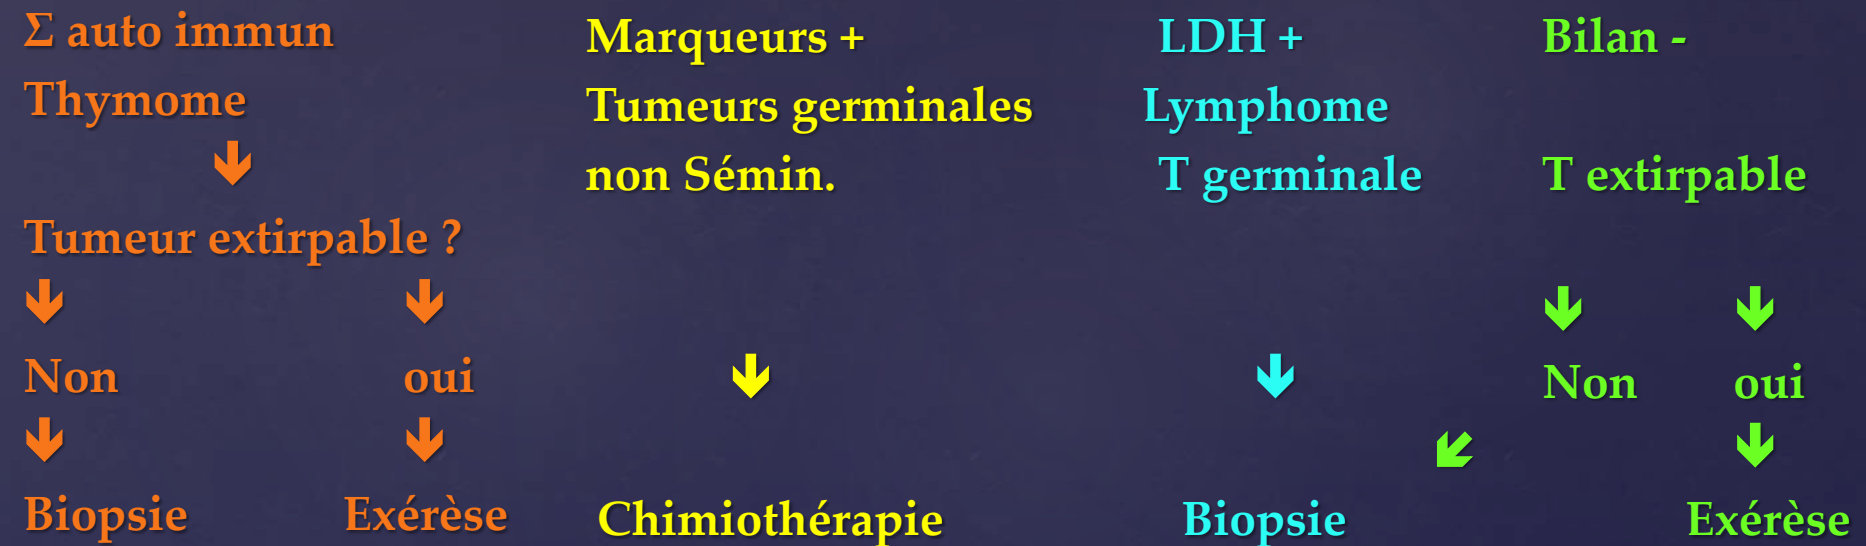 Σ auto immun
Thymome
🡻
Tumeur extirpable ?
🡻 🡻
Non oui
🡻 🡻
Biopsie Exérèse
Marqueurs +
Tumeurs germinales
non Sémin.
🡻
Chimiothérapie
LDH +
Lymphome
T germinale
🡻
Biopsie
Bilan -
T extirpable
🡻 🡻
Non oui
🡿 🡻
Exérèse